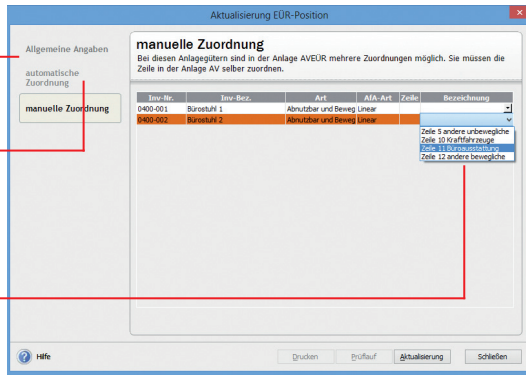 Aktualisierung EÜR-Position
Allgemeine Angaben
automatische
Zuordnung
manuelle Zuordnung
manuelle Zuordnung
Bei diesen Anlagegütern sind in der Anlage AVEÜR mehrere Zuordnungen möglich. Sie müssen die
Zeile in der Anlage AV selber zuordnen.
Inv-Nr. Inv-Bez. Art AfA-Art Zeile Bezeichnung
0400-001 Bürostuhl 1 Abnutzbar und Beweg Linear
0400-002 Bürostuhl 2 Abnutzbar und Beweg Linear
Zeile 5 andere unbewegliche
Zeile 10 Kraftfahrzeuge
Zeile 11 Büroausstattung
Zeile 12 andere bewegliche
Hilfe
Drucken Prüflauf Aktualisierung Schließen